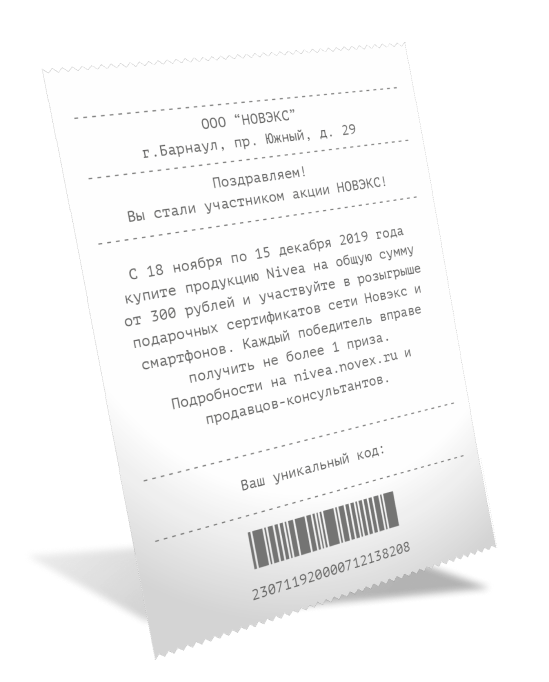 ООО “НОВЭКС”
г.Барнаул, пр. Южный, д. 29
Поздравляем!
Вы стали участником акции НОВЭКС!
С 18 ноября по 15 декабря 2019 года
купите продукцию Nivea на общую сумму
от 300 рублей и участвуйте в розыгрыше
подарочных сертификатов сети Новэкс и
смартфонов. Каждый победитель вправе
получить не более 1 приза.
Подробности на nivea.novex.ru и
продавцов-консультантов.
Ваш уникальный код:
230711920000712138208